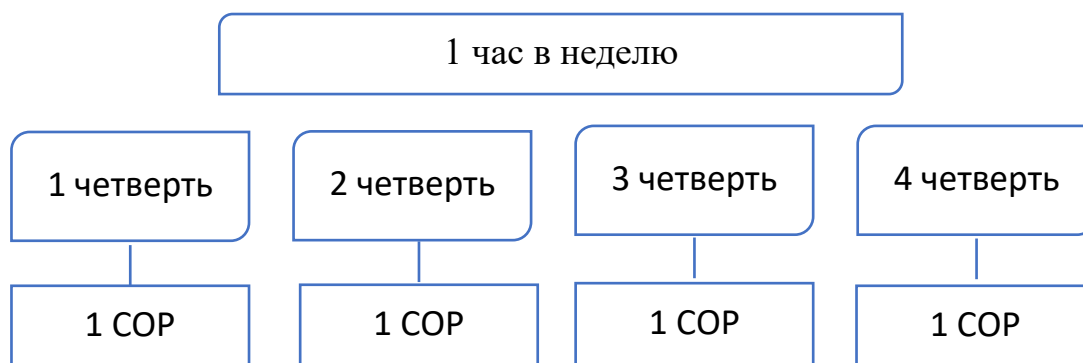 1 час в неделю
1 четверть
2 четверть
3 четверть
4 четверть
1 СОР
1 СОР
1 СОР
1 СОР